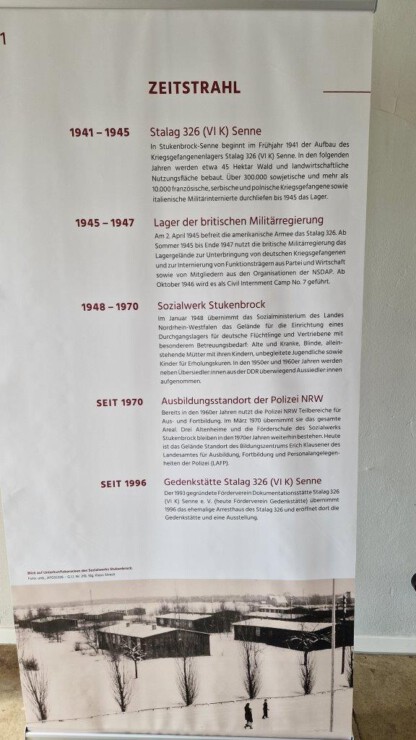 1
ZEITSTRAHL
1941 – 1945
Stalag 326 (VI K) Senne
In Stukenbrock-Senne beginnt im Frühjahr 1941 der Aufbau des
Kriegsgefangenenlagers Stalag 326 (VI K) Senne. In den folgenden
Jahren werden etwa 45 Hektar Wald und landwirtschaftliche
Nutzungsfläche bebaut. Über 300.000 sowjetische und mehr als
10.000 französische, serbische und polnische Kriegsgefangene sowie
italienische Militärinternierte durchliefen bis 1945 das Lager.
1945 – 1947
Lager der britischen Militärregierung
Am 2. April 1945 befreit die amerikanische Armee das Stalag 326. Ab
Sommer 1945 bis Ende 1947 nutzt die britische Militärregierung das
Lagergelände zur Unterbringung von deutschen Kriegsgefangenen
und zur Internierung von Funktionsträgern aus Partei und Wirtschaft
sowie von Mitgliedern aus den Organisationen der NSDAP. Ab
Oktober 1946 wird es als Civil Internment Camp No. 7 geführt.
1948 – 1970
Sozialwerk Stukenbrock
Im Januar 1948 übernimmt das Sozialministerium des Landes
Nordrhein-Westfalen das Gelände für die Einrichtung eines
Durchgangslagers für deutsche Flüchtlinge und Vertriebene mit
besonderem Betreuungsbedarf: Alte und Kranke, Blinde, allein-
stehende Mütter mit ihren Kindern, unbegleitete Jugendliche sowie
Kinder für Erholungskuren. In den 1950er und 1960er Jahren werden
neben Übersiedler:innen aus der DDR überwiegend Aussiedler:innen
aufgenommen.
SEIT 1970
Ausbildungsstandort der Polizei NRW
Bereits in den 1960er Jahren nutzt die Polizei NRW Teilbereiche für
Aus- und Fortbildung. Im März 1970 übernimmt sie das gesamte
Areal. Drei Altenheime und die Förderschule des Sozialwerks
Stukenbrock bleiben in den 1970er Jahren weiterhin bestehen. Heute
ist das Gelände Standort des Bildungszentrums Erich Klausener des
Landesamtes für Ausbildung, Fortbildung und Personalangelegen-
heiten der Polizei (LAFP).
SEIT 1996
Gedenkstätte Stalag 326 (VI K) Senne
Der 1993 gegründete Förderverein Dokumentationsstätte Stalag 326
(VI K) Senne e. V. (heute Förderverein Gedenkstätte) übernimmt
1996 das ehemalige Arresthaus des Stalag 326 und eröffnet dort die
Gedenkstätte und eine Ausstellung.
Blick auf Unterkunftsbaracken des Sozialwerks Stukenbrock.